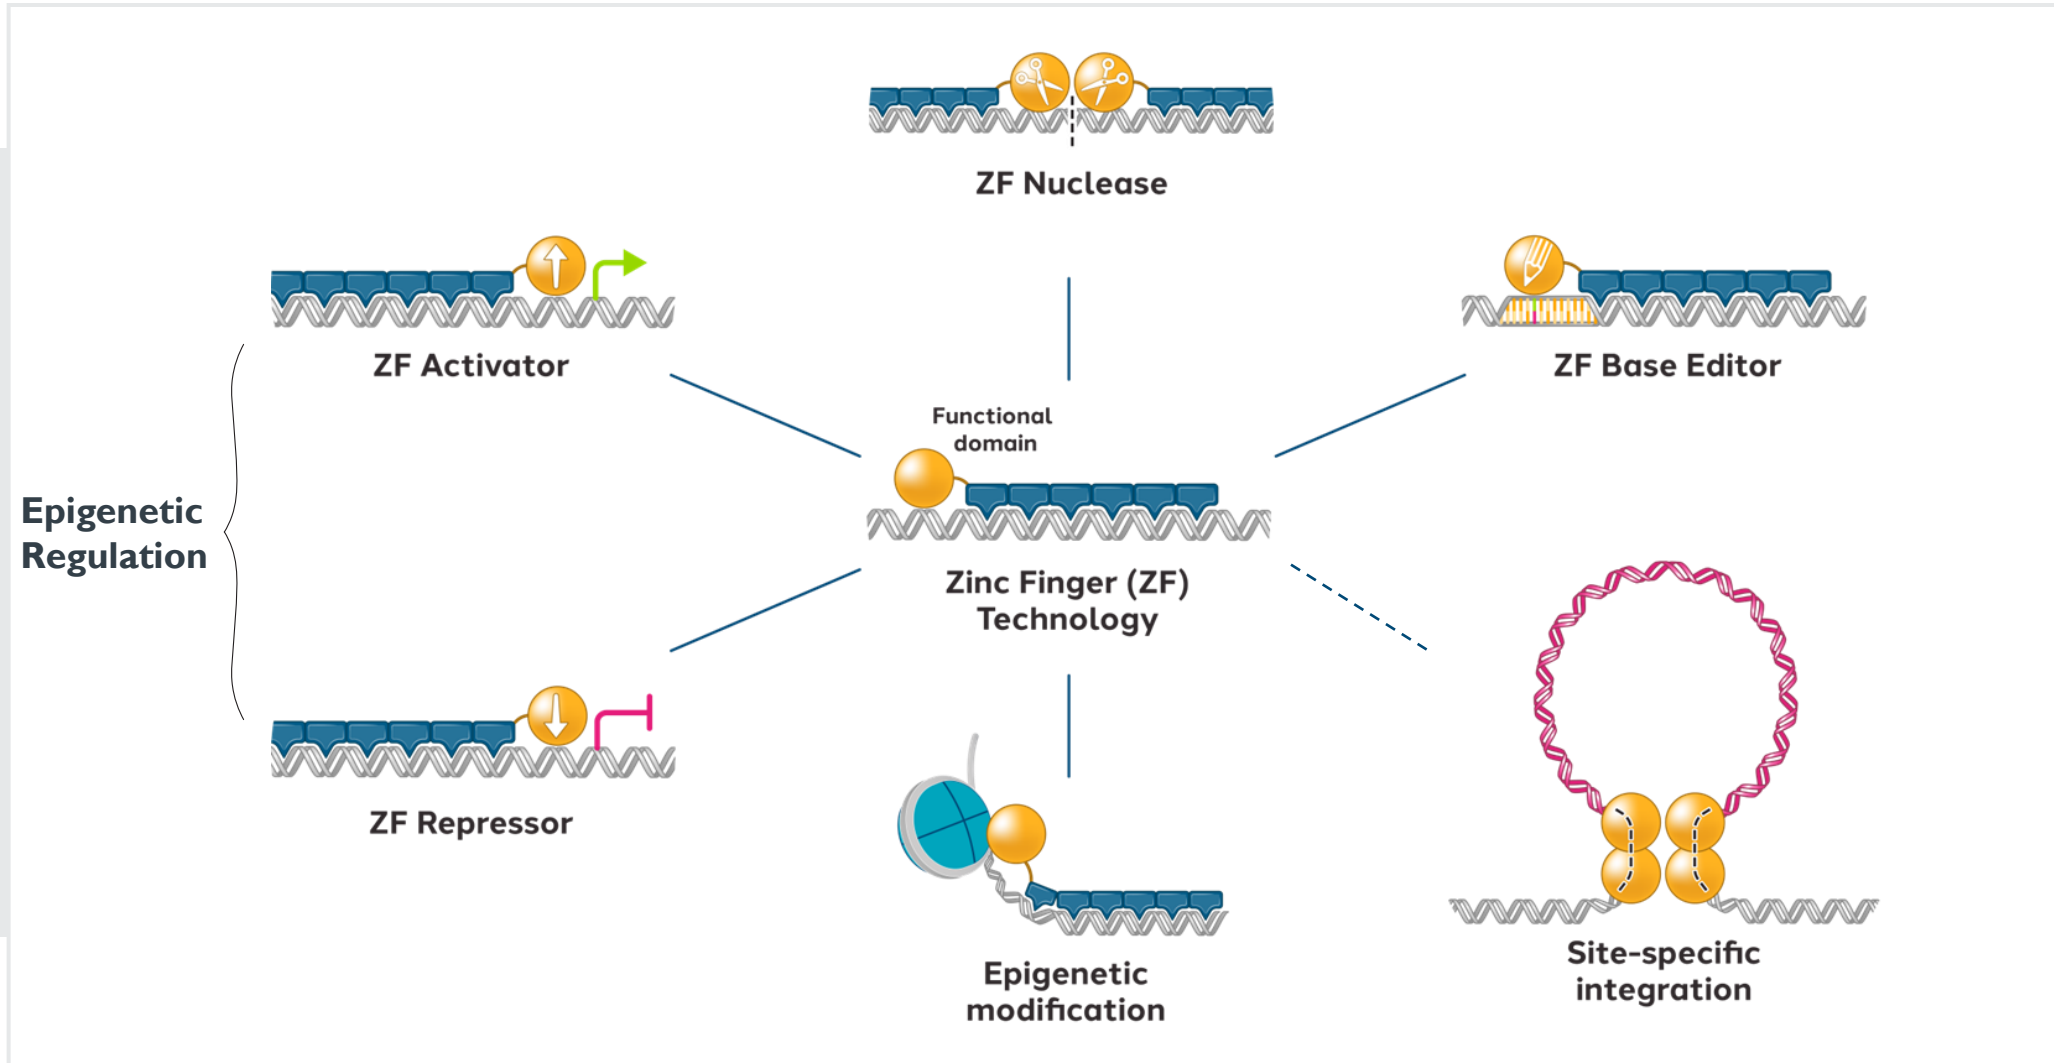 ZF Nuclease
ZF Activator
ZF Base Editor
Functional
domain
Epigenetic
Regulation
Zinc Finger (ZF)
Technology
ZF Repressor
Site-specific
integration
Epigenetic
modification